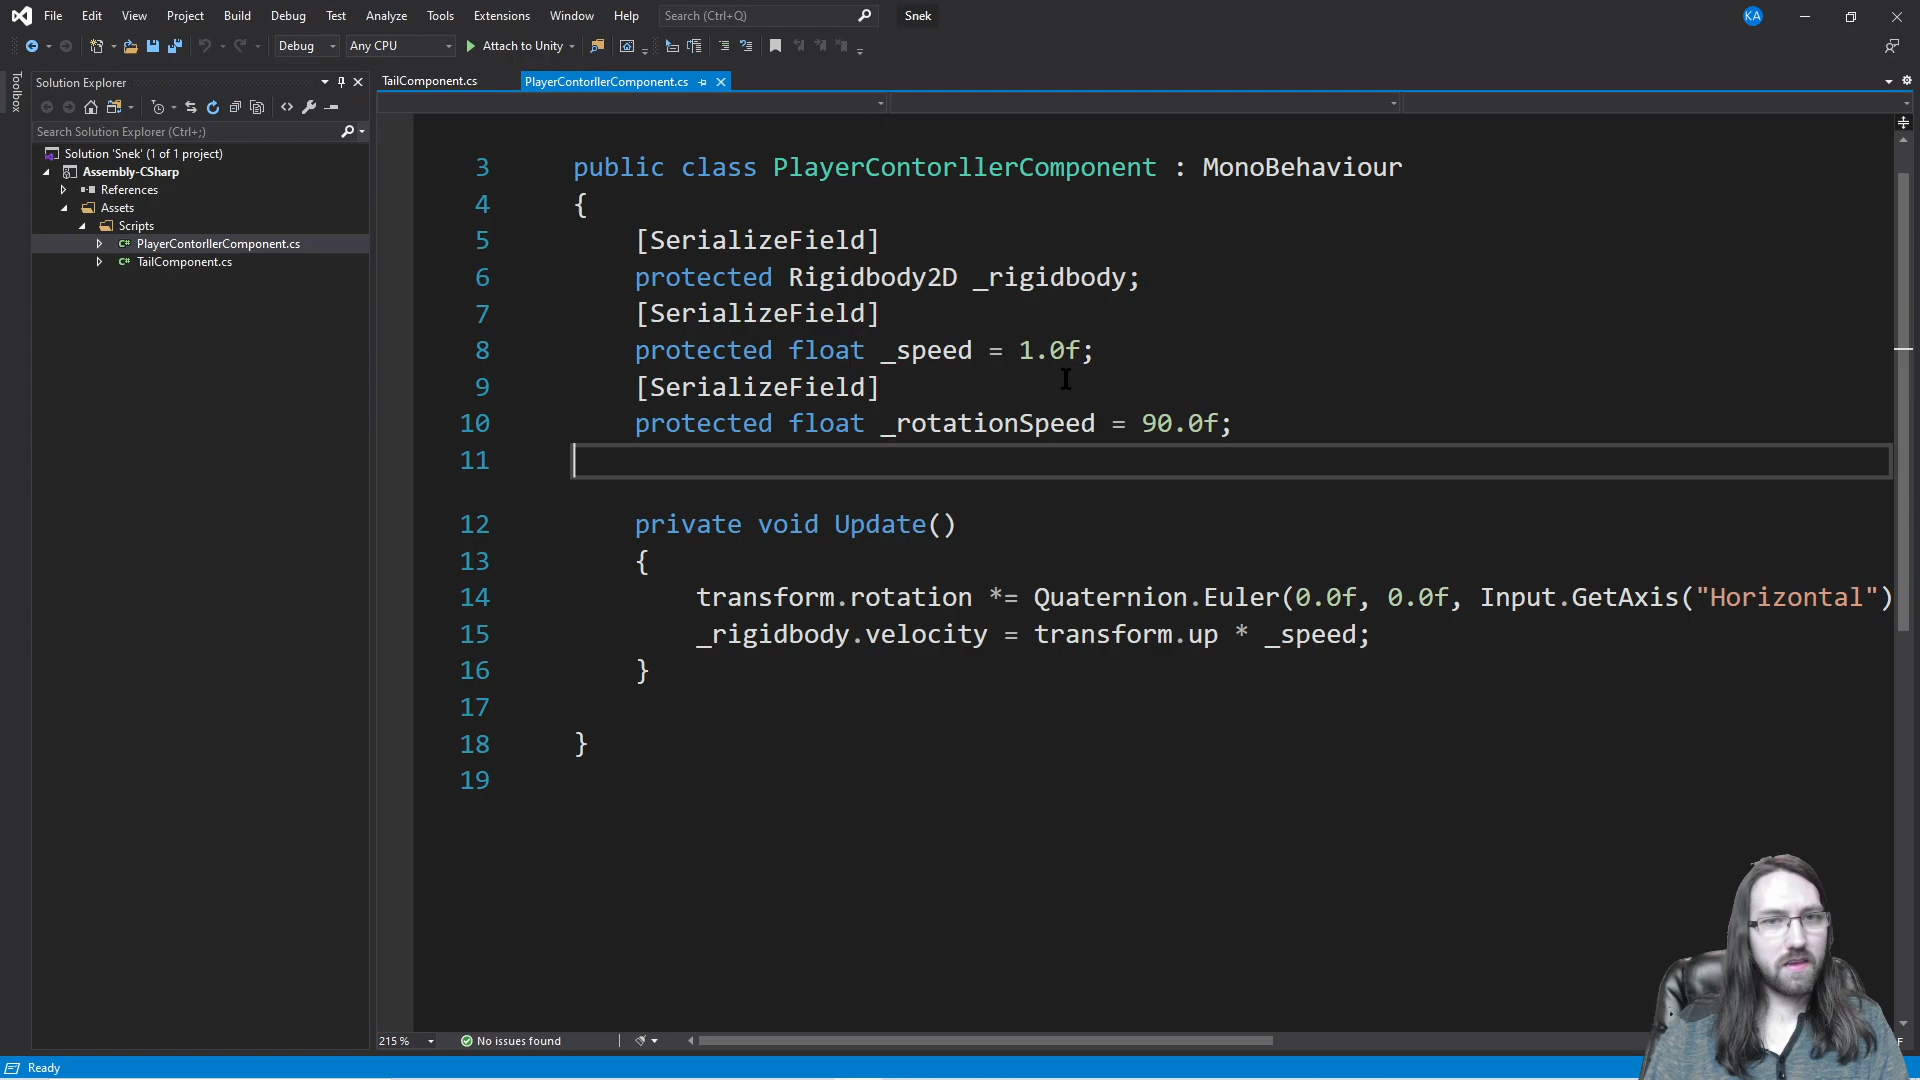 File Edit View Project Build Debug Test Analyze Tools Extensions Window Help Search (Ctrl+Q) Snek KA
Debug Any CPU Attach to Unity
Toolbox
Solution Explorer
Search Solution Explorer (Ctrl+;)
Solution 'Snek' (1 of 1 project)
Assembly-CSharp
References
Assets
Scripts
C# PlayerContorllerComponent.cs
C# TailComponent.cs
TailComponent.cs PlayerContorllerComponent.cs
3 public class PlayerContorllerComponent : MonoBehaviour
4 {
5 [SerializeField]
6 protected Rigidbody2D _rigidbody;
7 [SerializeField]
8 protected float _speed = 1.0f;
9 [SerializeField]
10 protected float _rotationSpeed = 90.0f;
11
12 private void Update()
13 {
14 transform.rotation *= Quaternion.Euler(0.0f, 0.0f, Input.GetAxis("Horizontal")
15 _rigidbody.velocity = transform.up * _speed;
16 }
17
18 }
19
215 % No issues found
Ready